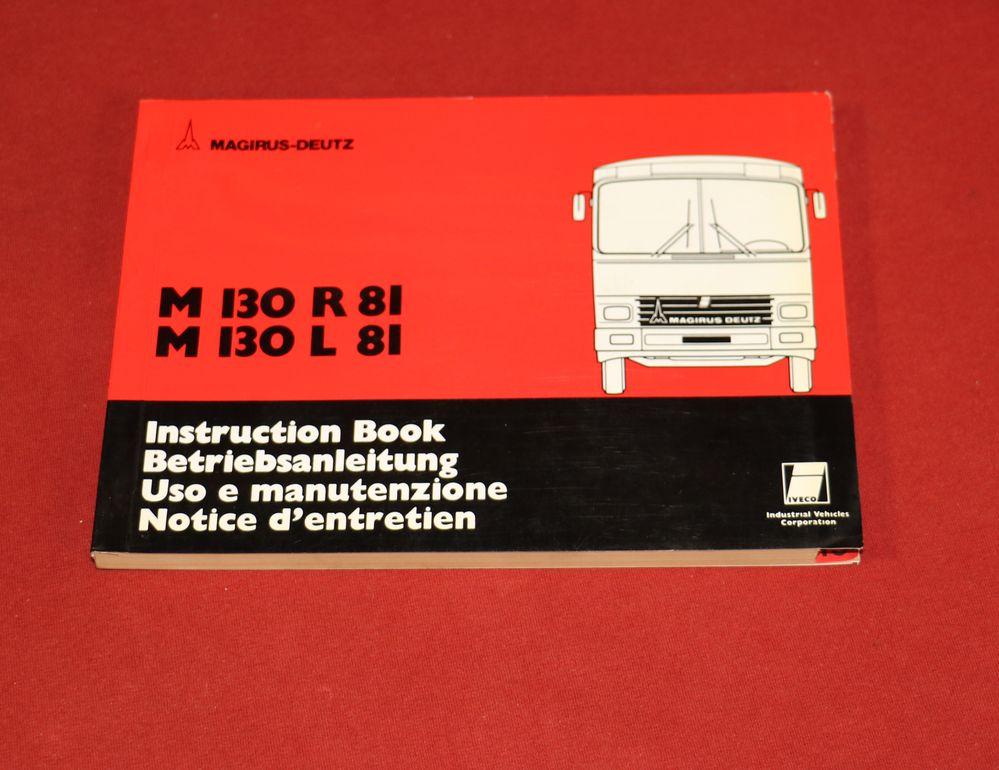 MAGIRUS-DEUTZ
M 130 R 81
M 130 L 81
MAGIRUS DEUTZ
Instruction Book
Betriebsanleitung
Uso e manutenzione
Notice d'entretien
IVECO
Industrial Vehicles
Corporation